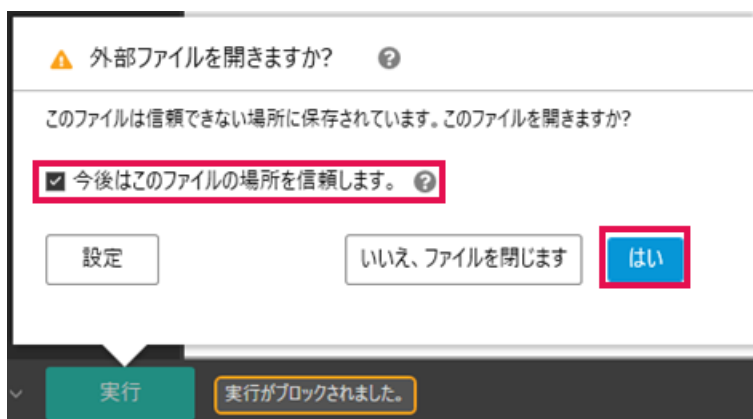 外部ファイルを開きますか?
このファイルは信頼できない場所に保存されています。このファイルを開きますか?
今後はこのファイルの場所を信頼します。
設定
いいえ、ファイルを閉じます
はい
実行
実行がブロックされました。